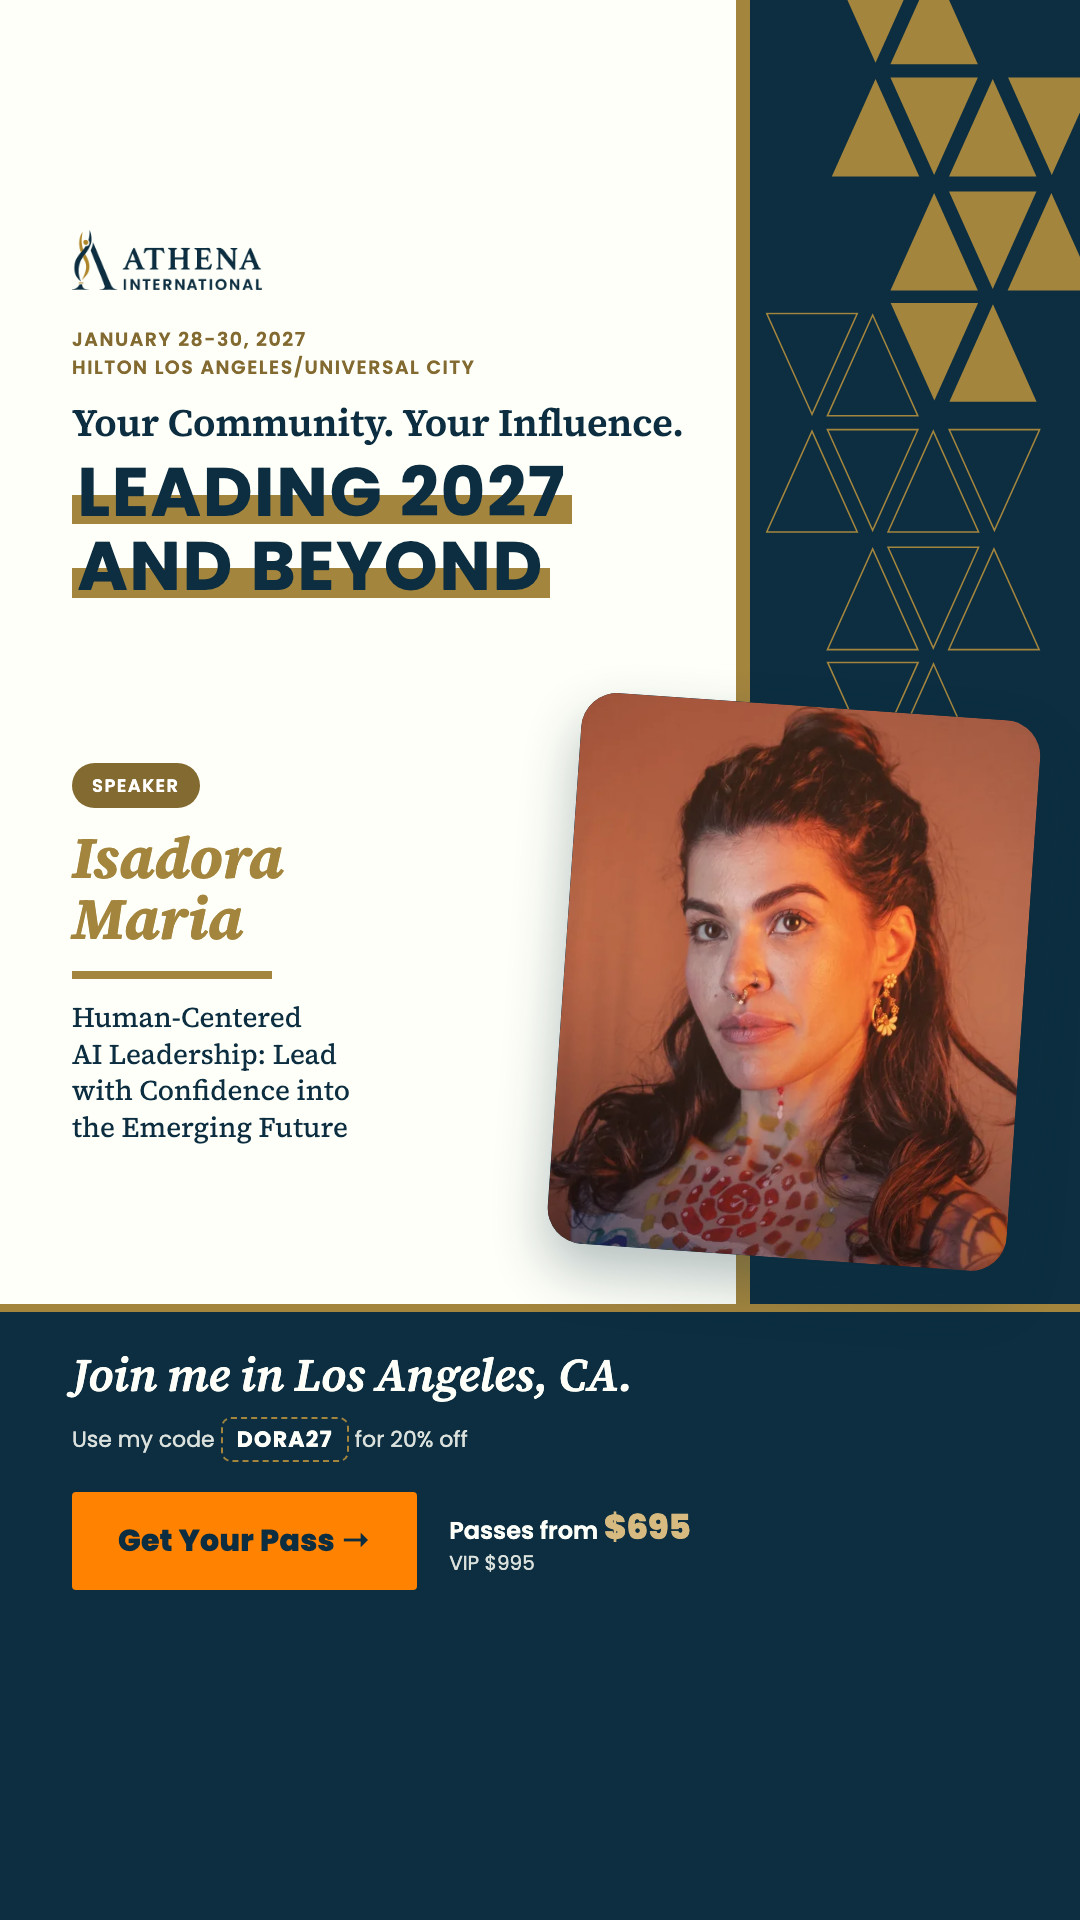 ATHENA
INTERNATIONAL
JANUARY 28-30, 2027
HILTON LOS ANGELES/UNIVERSAL CITY
Your Community. Your Influence.
LEADING 2027
AND BEYOND
SPEAKER
Isadora
Maria
Human-Centered
AI Leadership: Lead
with Confidence into
the Emerging Future
Join me in Los Angeles, CA.
Use my code DORA27 for 20% off
Get Your Pass →
Passes from $695
VIP $995